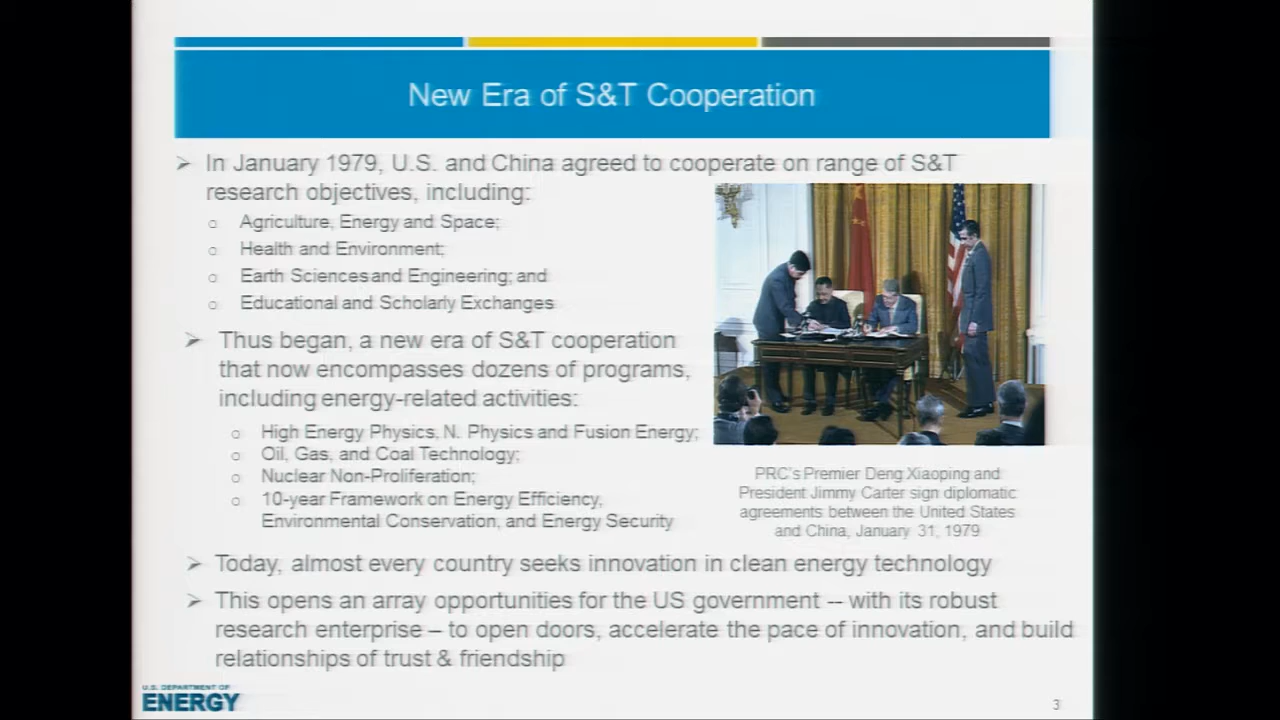 New Era of S&T Cooperation
In January 1979, U.S. and China agreed to cooperate on range of S&T
research objectives, including:
Agriculture, Energy and Space;
Health and Environment;
Earth Sciences and Engineering; and
Educational and Scholarly Exchanges
Thus began, a new era of S&T cooperation
that now encompasses dozens of programs,
including energy-related activities:
High Energy Physics, N. Physics and Fusion Energy;
Oil, Gas, and Coal Technology;
Nuclear Non-Proliferation;
10-year Framework on Energy Efficiency,
Environmental Conservation, and Energy Security
PRC's Premier Deng Xiaoping and
President Jimmy Carter sign diplomatic
agreements between the United States
and China, January 31, 1979
Today, almost every country seeks innovation in clean energy technology
This opens an array opportunities for the US government -- with its robust
research enterprise – to open doors, accelerate the pace of innovation, and build
relationships of trust & friendship
U.S. DEPARTMENT OF
ENERGY
3